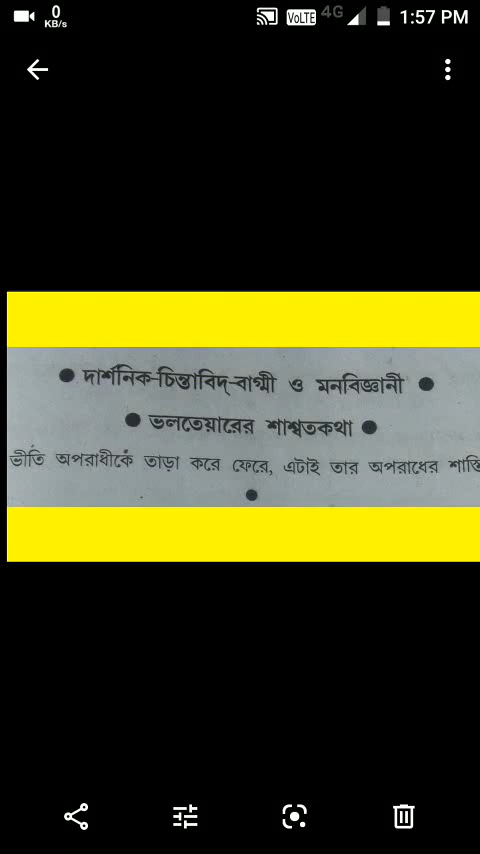 0
KB/s
VoLTE
4G
1:57 PM
● দার্শনিক-চিন্তাবিদ্-বাগ্মী ও মনবিজ্ঞানী ●
● ভলতেয়ারের শাশ্বতকথা ●
ভীতি অপরাধীকে তাড়া করে ফেরে, এটাই তার অপরাধের শাস্তি